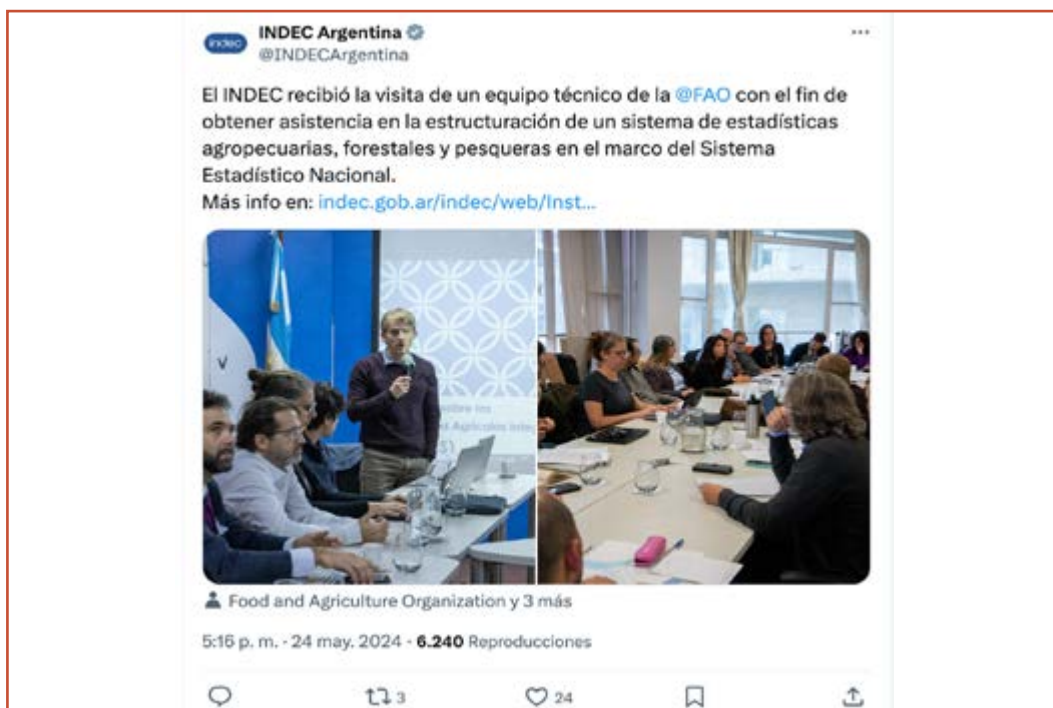 indec
INDEC Argentina
@INDECArgentina
El INDEC recibió la visita de un equipo técnico de la @FAO con el fin de
obtener asistencia en la estructuración de un sistema de estadísticas
agropecuarias, forestales y pesqueras en el marco del Sistema
Estadístico Nacional.
Más info en: indec.gob.ar/indec/web/Inst...
V
Food and Agriculture Organization y 3 más
5:16 p. m. · 24 may. 2024 · 6.240 Reproducciones
3
24